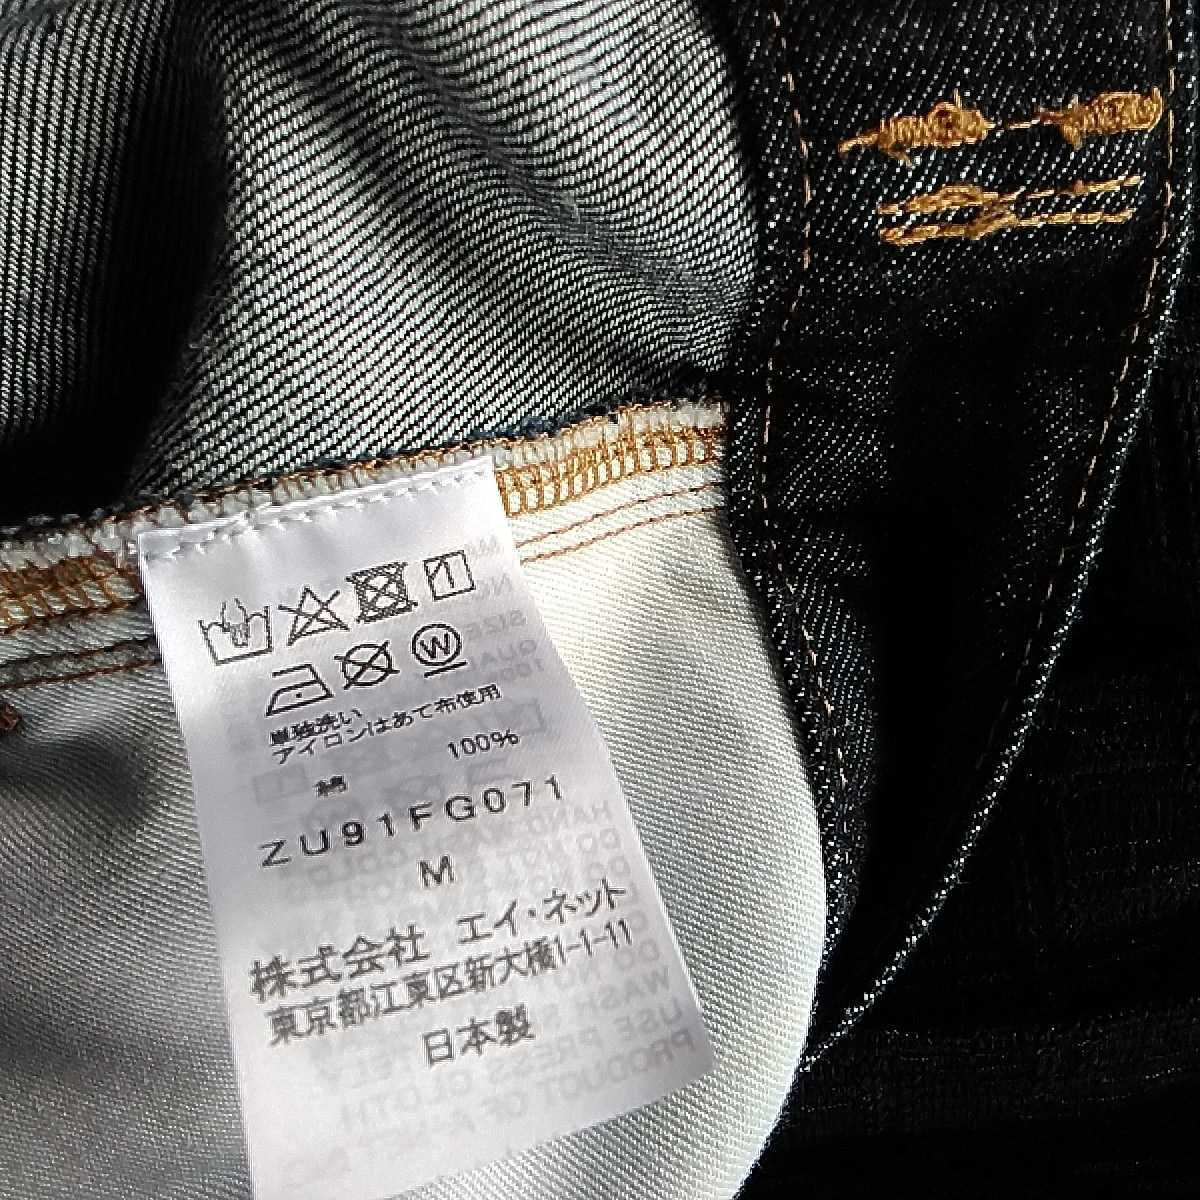 単独洗い
アイロンはあて布使用
綿 100%
ZU91FG071
M
株式会社 エイ・ネット
東京都江東区新大橋1-1-11
日本製